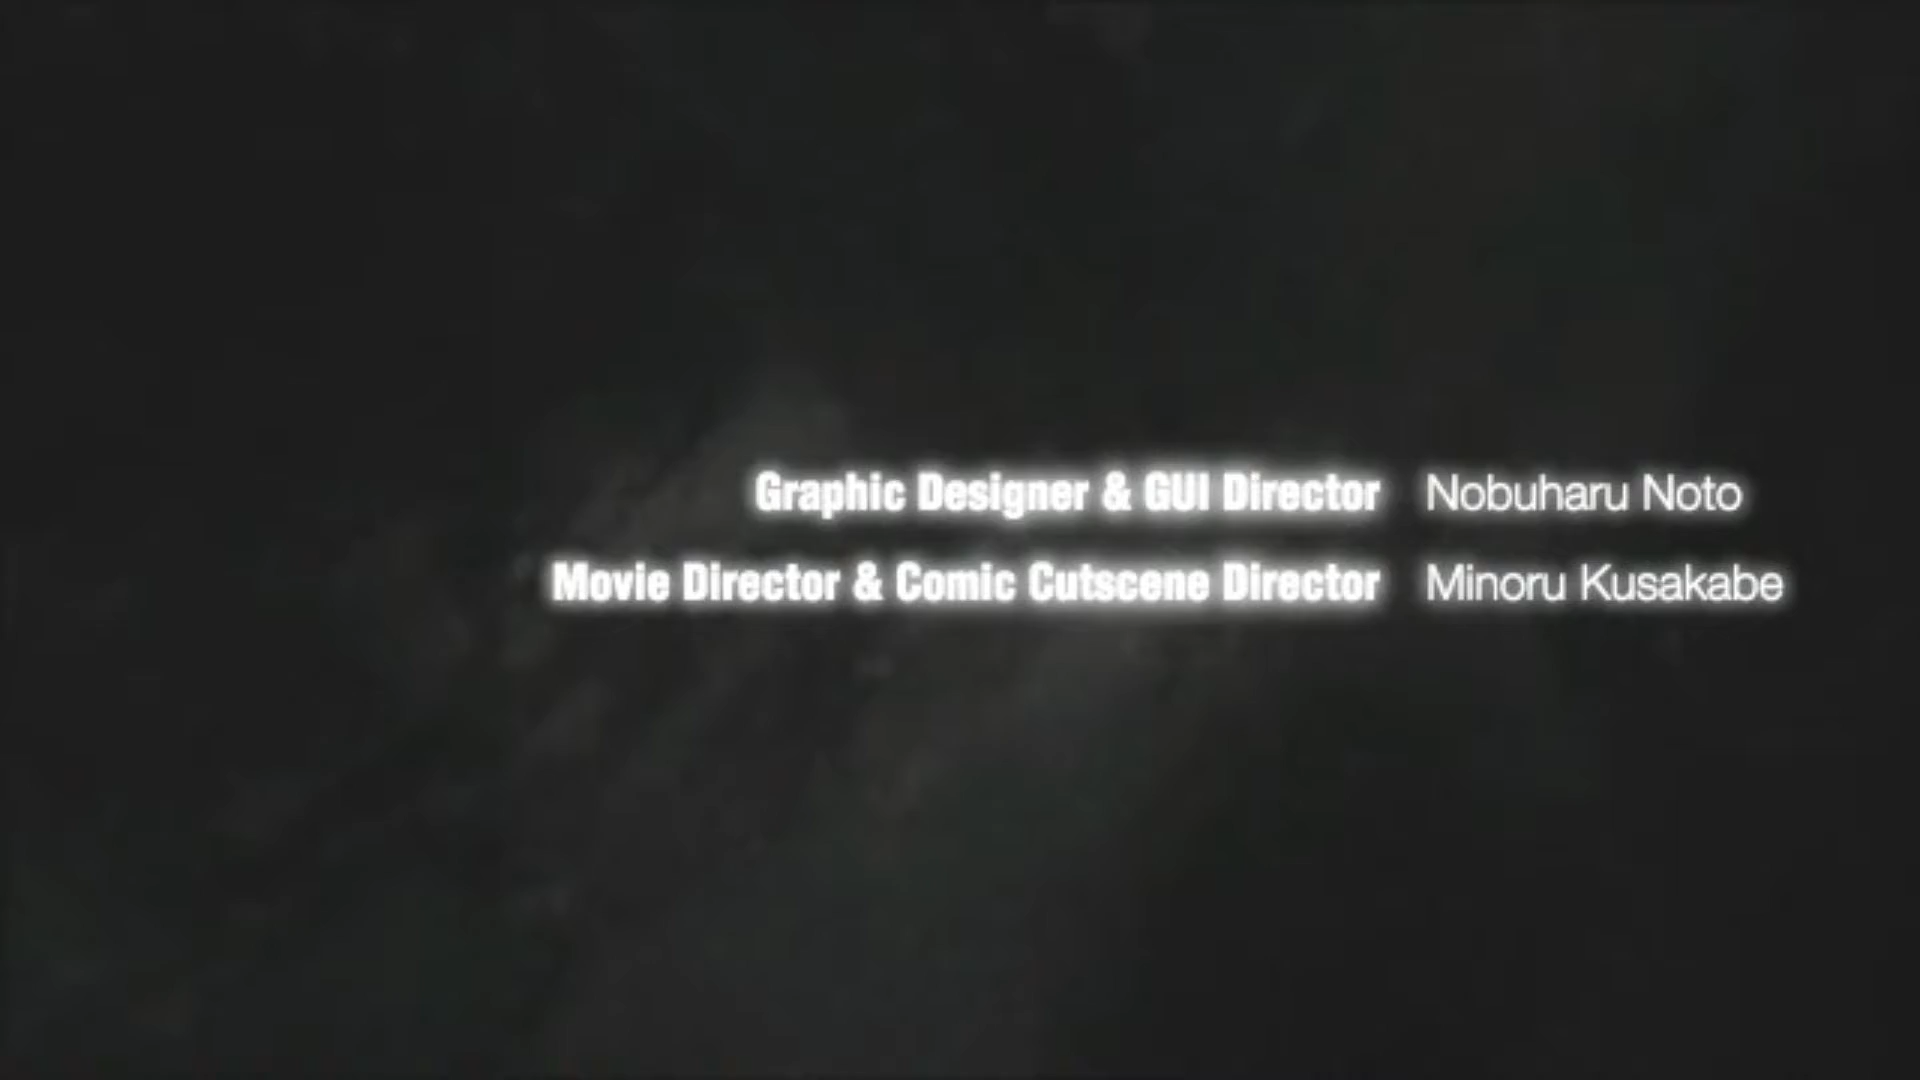 Graphic Designer & GUI Director Nobuharu Noto
Movie Director & Comic Cutscene Director Minoru Kusakabe